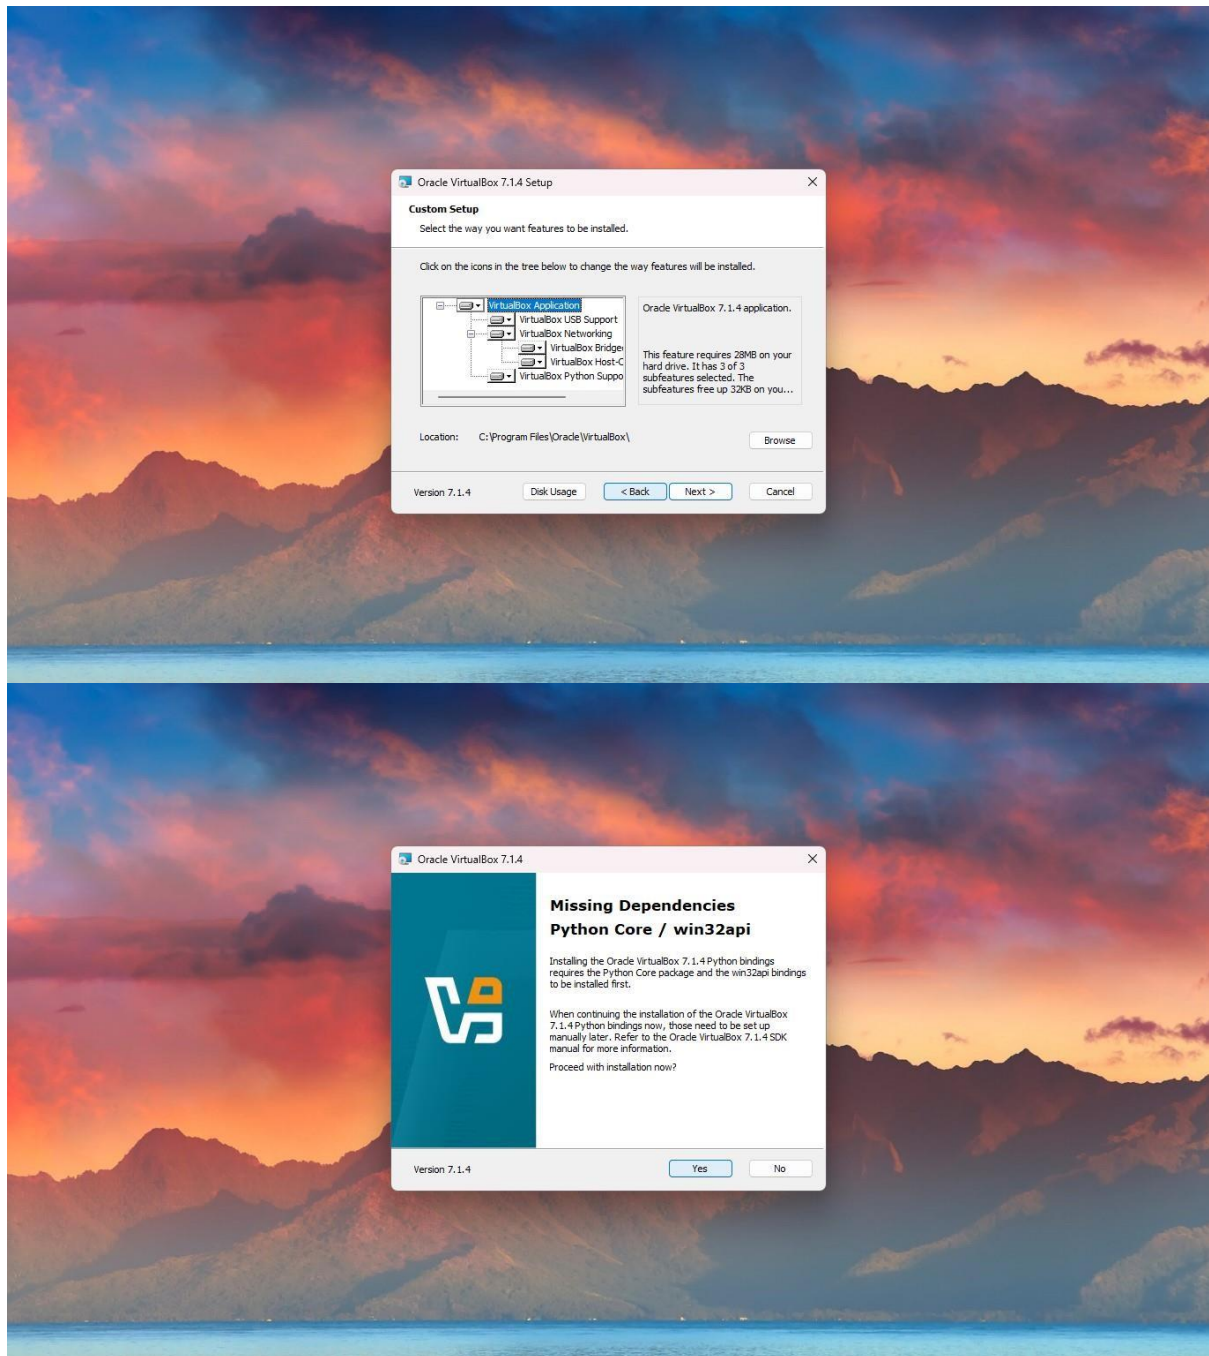 Oracle VirtualBox 7.1.4 Setup
Custom Setup
Select the way you want features to be installed.
Click on the icons in the tree below to change the way features will be installed.
VirtualBox Application
VirtualBox USB Support
VirtualBox Networking
VirtualBox Bridge
VirtualBox Host-C
VirtualBox Python Suppo
Oracle VirtualBox 7.1.4 application.
This feature requires 28MB on your
hard drive. It has 3 of 3
subfeatures selected. The
subfeatures free up 32KB on you...
Location: C:\Program Files\Oracle\VirtualBox\
Browse
Version 7.1.4
Disk Usage
< Back
Next >
Cancel
Oracle VirtualBox 7.1.4
Missing Dependencies
Python Core / win32api
Installing the Oracle VirtualBox 7.1.4 Python bindings
requires the Python Core package and the win32api bindings
to be installed first.
When continuing the installation of the Oracle VirtualBox
7.1.4 Python bindings now, those need to be set up
manually later. Refer to the Oracle VirtualBox 7.1.4 SDK
manual for more information.
Proceed with installation now?
Version 7.1.4
Yes
No